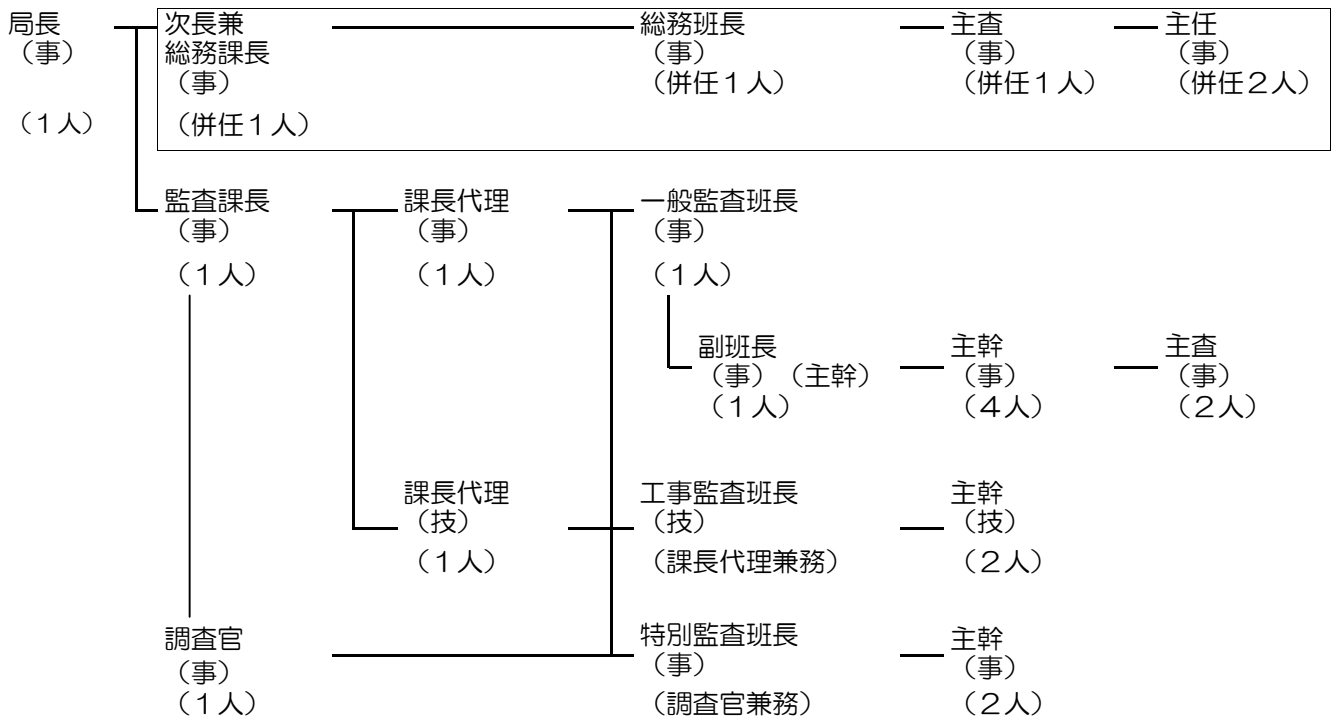 局長
（事）
（１人）
次長兼
総務課長
（事）
（併任１人）
総務班長
（事）
（併任１人）
主査
（事）
（併任１人）
主任
（事）
（併任２人）
監査課長
（事）
（１人）
課長代理
（事）
（１人）
一般監査班長
（事）
（１人）
副班長
（事）（主幹）
（１人）
主幹
（事）
（４人）
主査
（事）
（２人）
課長代理
（技）
（１人）
工事監査班長
（技）
（課長代理兼務）
主幹
（技）
（２人）
調査官
（事）
（１人）
特別監査班長
（事）
（調査官兼務）
主幹
（事）
（２人）